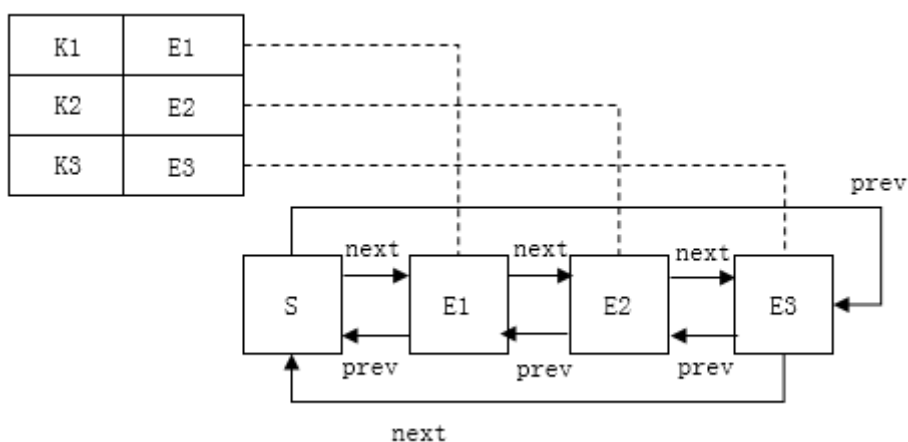 K1 E1
K2 E2
K3 E3
prev
next next next
S E1 E2 E3
prev prev prev
next